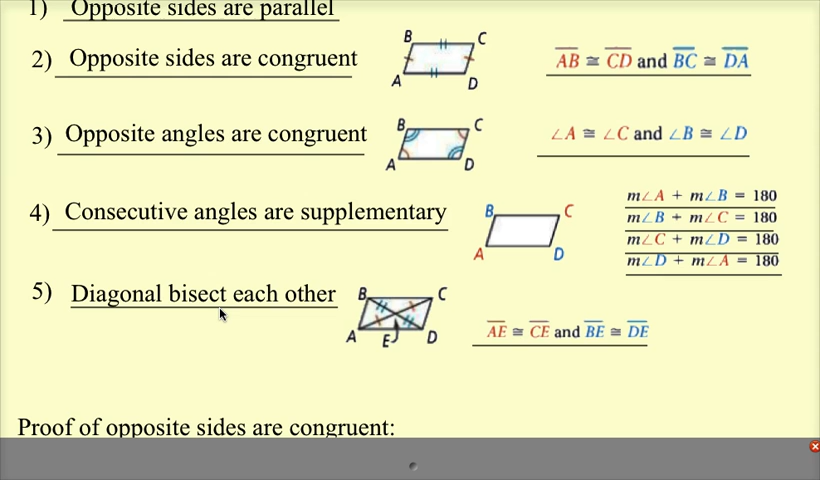 1) Opposite sides are parallel
2) Opposite sides are congruent
B C
A D
AB ≅ CD and BC ≅ DA
3) Opposite angles are congruent
B C
A D
∠A ≅ ∠C and ∠B ≅ ∠D
4) Consecutive angles are supplementary
B C
A D
m∠A + m∠B = 180
m∠B + m∠C = 180
m∠C + m∠D = 180
m∠D + m∠A = 180
5) Diagonal bisect each other
B C
A E D
AE ≅ CE and BE ≅ DE
Proof of opposite sides are congruent: